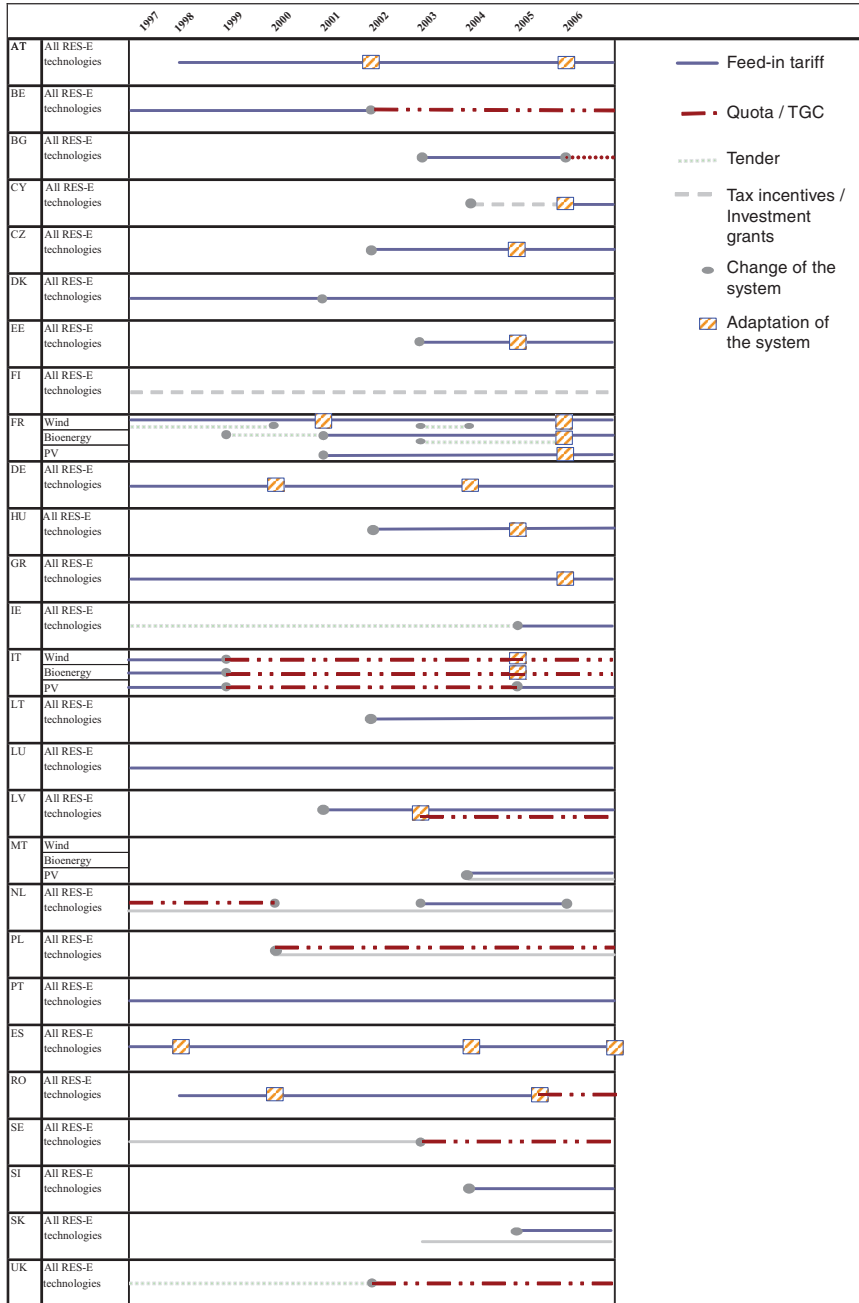 1997 1998 1999 2000 2001 2002 2003 2004 2005 2006
AT All RES-E
technologies
BE All RES-E
technologies
BG All RES-E
technologies
CY All RES-E
technologies
CZ All RES-E
technologies
DK All RES-E
technologies
EE All RES-E
technologies
FI All RES-E
technologies
FR Wind
Bioenergy
PV
DE All RES-E
technologies
HU All RES-E
technologies
GR All RES-E
technologies
IE All RES-E
technologies
IT Wind
Bioenergy
PV
LT All RES-E
technologies
LU All RES-E
technologies
LV All RES-E
technologies
MT Wind
Bioenergy
PV
NL All RES-E
technologies
PL All RES-E
technologies
PT All RES-E
technologies
ES All RES-E
technologies
RO All RES-E
technologies
SE All RES-E
technologies
SI All RES-E
technologies
SK All RES-E
technologies
UK All RES-E
technologies
Feed-in tariff
Quota / TGC
Tender
Tax incentives /
Investment
grants
Change of the
system
Adaptation of
the system